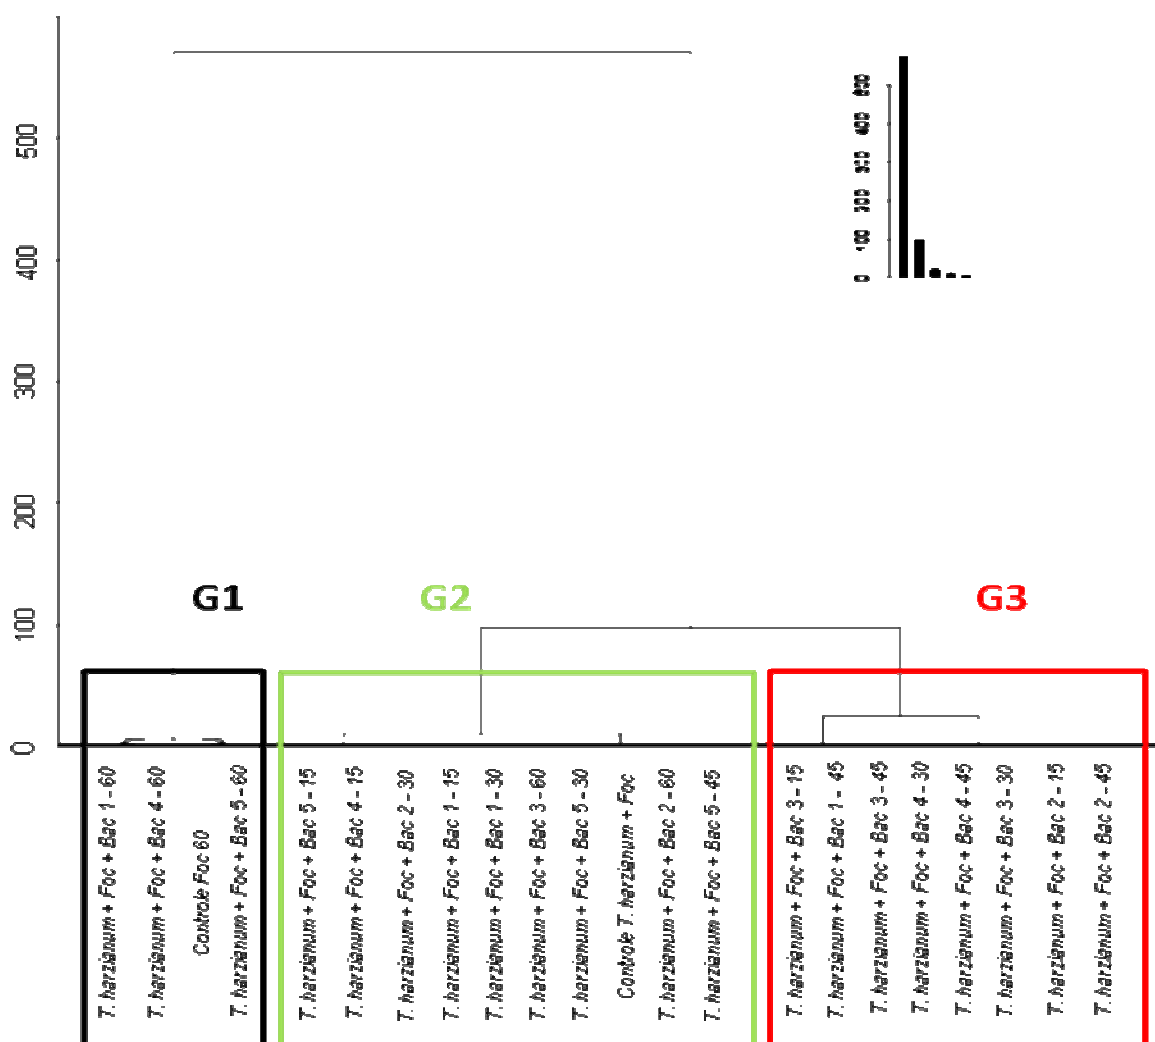 500
400
300
200
100
0
500
400
300
200
100
0
G1
G2
G3
T. harzianum + Foc + Bac 1 - 60
T. harzianum + Foc + Bac 4 - 60
Controle Foc 60
T. harzianum + Foc + Bac 5 - 60
T. harzianum + Foc + Bac 5 - 15
T. harzianum + Foc + Bac 4 - 15
T. harzianum + Foc + Bac 2 - 30
T. harzianum + Foc + Bac 1 - 15
T. harzianum + Foc + Bac 1 - 30
T. harzianum + Foc + Bac 3 - 60
T. harzianum + Foc + Bac 5 - 30
Controle T. harzianum + Foc
T. harzianum + Foc + Bac 2 - 60
T. harzianum + Foc + Bac 5 - 45
T. harzianum + Foc + Bac 3 - 15
T. harzianum + Foc + Bac 1 - 45
T. harzianum + Foc + Bac 3 - 45
T. harzianum + Foc + Bac 4 - 30
T. harzianum + Foc + Bac 4 - 45
T. harzianum + Foc + Bac 3 - 30
T. harzianum + Foc + Bac 2 - 15
T. harzianum + Foc + Bac 2 - 45